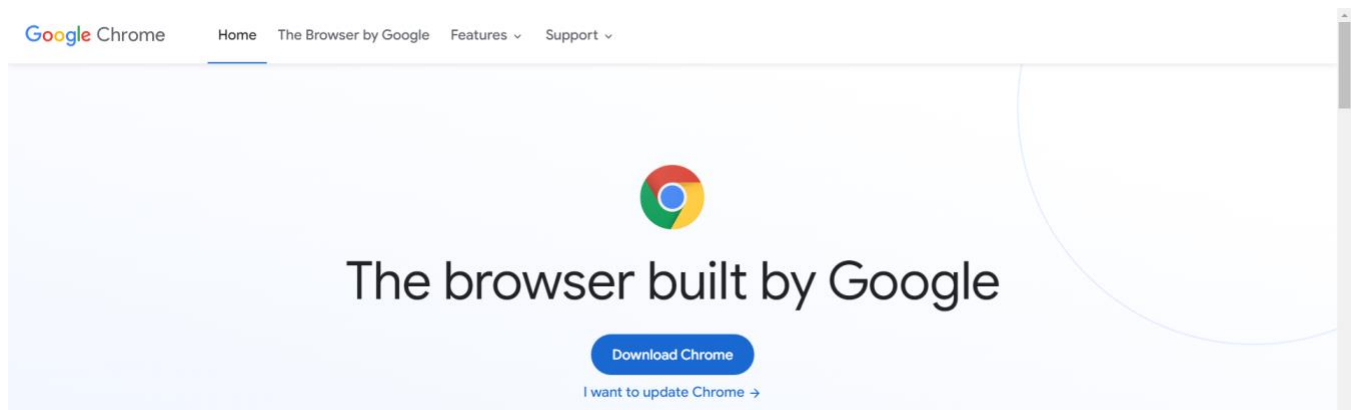 Google Chrome Home The Browser by Google Features Support
The browser built by Google
Download Chrome
I want to update Chrome →